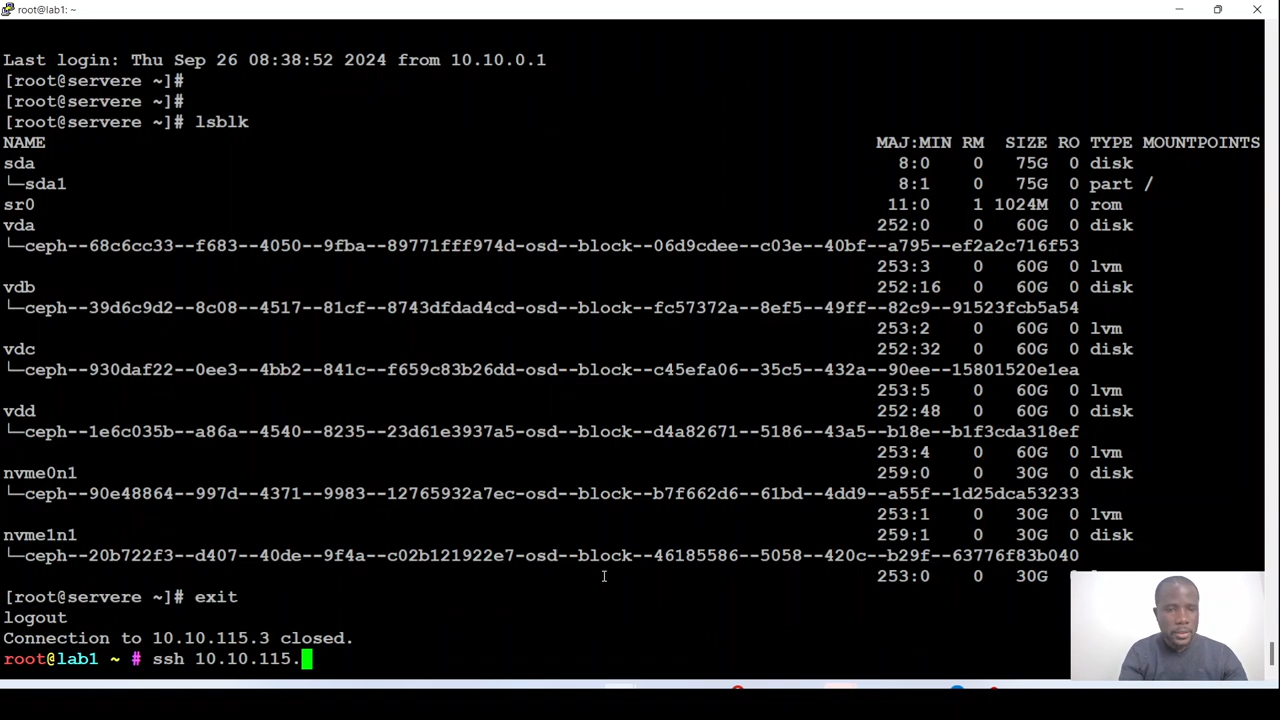 root@lab1: ~
Last login: Thu Sep 26 08:38:52 2024 from 10.10.0.1
[root@servere ~]#
[root@servere ~]#
[root@servere ~]# lsblk
NAME MAJ:MIN RM SIZE RO TYPE MOUNTPOINTS
sda 8:0 0 75G 0 disk
└─sda1 8:1 0 75G 0 part /
sr0 11:0 1 1024M 0 rom
vda 252:0 0 60G 0 disk
└─ceph--68c6cc33--f683--4050--9fba--89771fff974d-osd--block--06d9cdee--c03e--40bf--a795--ef2a2c716f53
253:3 0 60G 0 lvm
vdb 252:16 0 60G 0 disk
└─ceph--39d6c9d2--8c08--4517--81cf--8743dfdad4cd-osd--block--fc57372a--8ef5--49ff--82c9--91523fcb5a54
253:2 0 60G 0 lvm
vdc 252:32 0 60G 0 disk
└─ceph--930daf22--0ee3--4bb2--841c--f659c83b26dd-osd--block--c45efa06--35c5--432a--90ee--15801520e1ea
253:5 0 60G 0 lvm
vdd 252:48 0 60G 0 disk
└─ceph--1e6c035b--a86a--4540--8235--23d61e3937a5-osd--block--d4a82671--5186--43a5--b18e--b1f3cda318ef
253:4 0 60G 0 lvm
nvme0n1 259:0 0 30G 0 disk
└─ceph--90e48864--997d--4371--9983--12765932a7ec-osd--block--b7f662d6--61bd--4dd9--a55f--1d25dca53233
253:1 0 30G 0 lvm
nvme1n1 259:1 0 30G 0 disk
└─ceph--20b722f3--d407--40de--9f4a--c02b121922e7-osd--block--46185586--5058--420c--b29f--63776f83b040
253:0 0 30G 0
[root@servere ~]# exit
logout
Connection to 10.10.115.3 closed.
root@lab1 ~ # ssh 10.10.115.